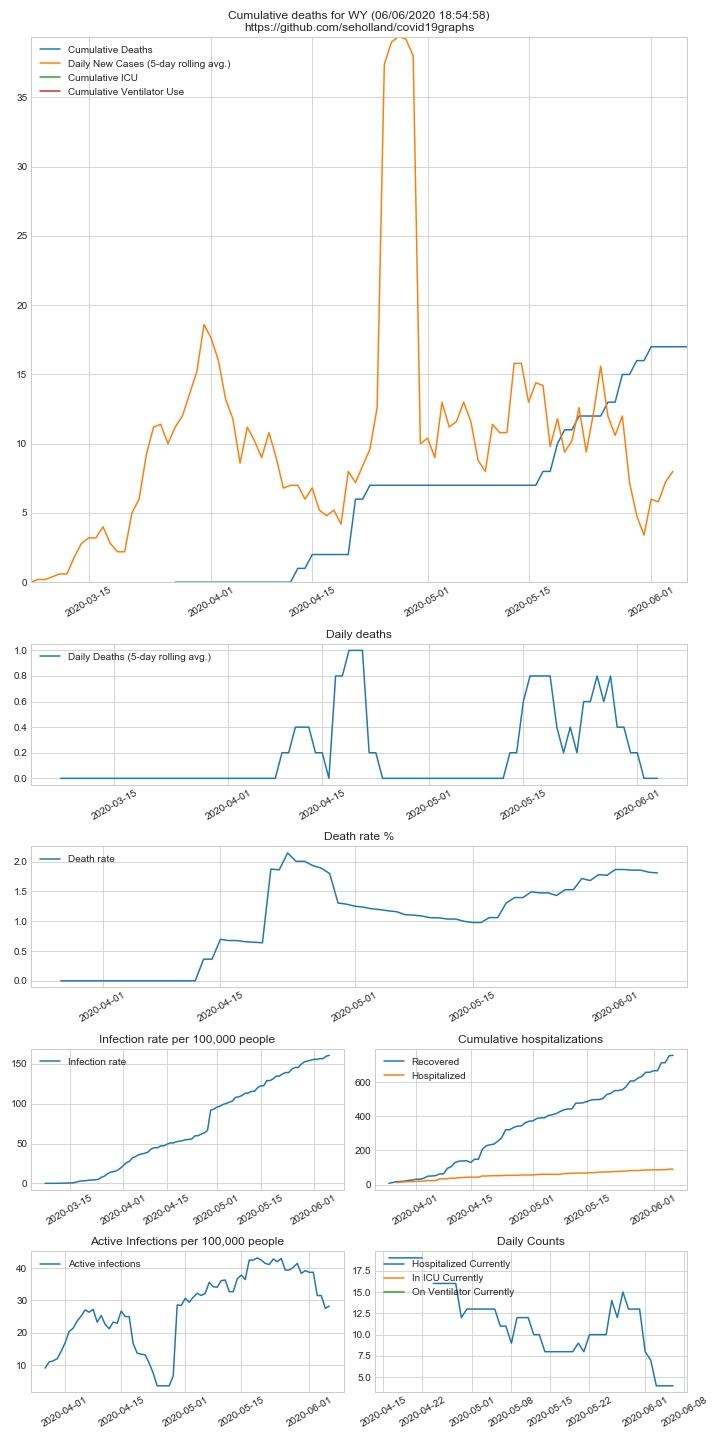 Cumulative deaths for WY (06/06/2020 18:54:58)
https://github.com/seholland/covid19graphs
Cumulative Deaths
Daily New Cases (5-day rolling avg.)
Cumulative ICU
Cumulative Ventilator Use
35
30
25
20
15
10
5
0
2020-03-15 2020-04-01 2020-04-15 2020-05-01 2020-05-15 2020-06-01
Daily deaths
Daily Deaths (5-day rolling avg.)
1.0
0.8
0.6
0.4
0.2
0.0
2020-03-15 2020-04-01 2020-04-15 2020-05-01 2020-05-15 2020-06-01
Death rate %
Death rate
2.0
1.5
1.0
0.5
0.0
2020-04-01 2020-04-15 2020-05-01 2020-05-15 2020-06-01
Infection rate per 100,000 people
Infection rate
150
100
50
0
2020-03-15 2020-04-01 2020-04-15 2020-05-01 2020-05-15 2020-06-01
Cumulative hospitalizations
Recovered
Hospitalized
600
400
200
0
2020-04-01 2020-04-15 2020-05-01 2020-05-15 2020-06-01
Active Infections per 100,000 people
Active infections
40
30
20
10
2020-04-01 2020-04-15 2020-05-01 2020-05-15 2020-06-01
Daily Counts
Hospitalized Currently
In ICU Currently
On Ventilator Currently
17.5
15.0
12.5
10.0
7.5
5.0
2020-04-15 2020-04-22 2020-05-01 2020-05-08 2020-05-15 2020-05-22 2020-06-01 2020-06-08